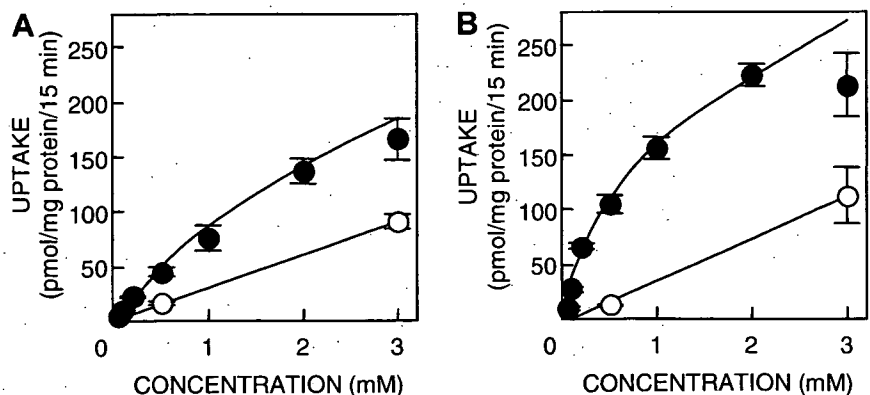 A
UPTAKE
(pmol/mg protein/15 min)
250
200
150
100
50
0
1
2
3
CONCENTRATION (mM)
B
UPTAKE
(pmol/mg protein/15 min)
250
200
150
100
50
0
1
2
3
CONCENTRATION (mM)